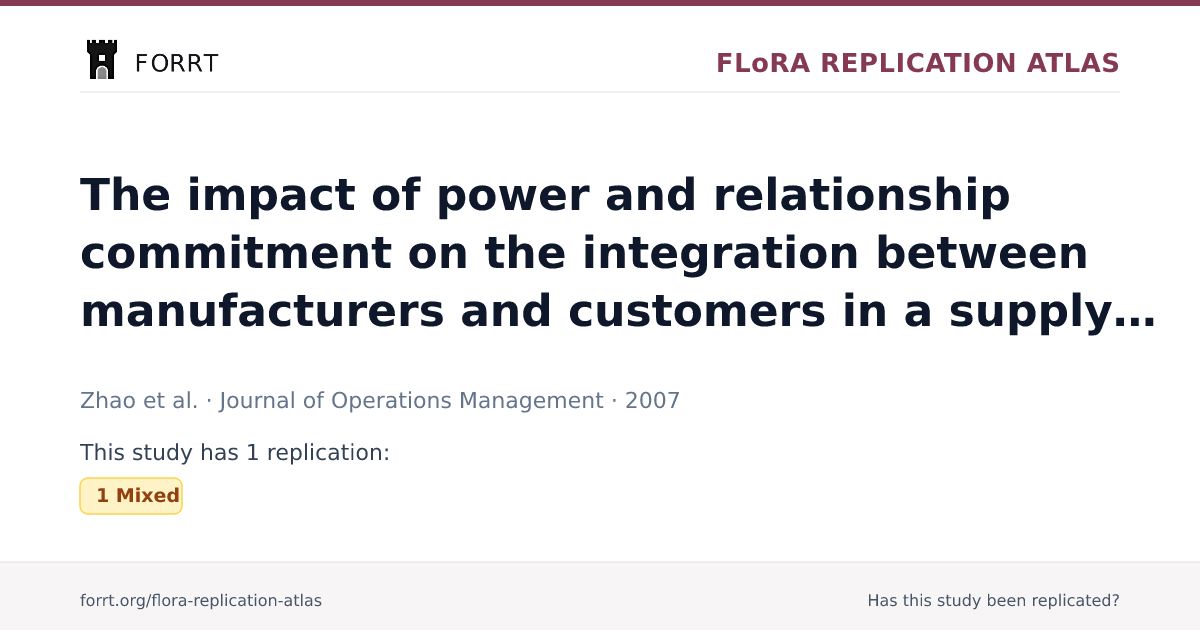 FORRT
FLoRA REPLICATION ATLAS
The impact of power and relationship
commitment on the integration between
manufacturers and customers in a supply…
Zhao et al. · Journal of Operations Management · 2007
This study has 1 replication:
1 Mixed
forrt.org/flora-replication-atlas
Has this study been replicated?